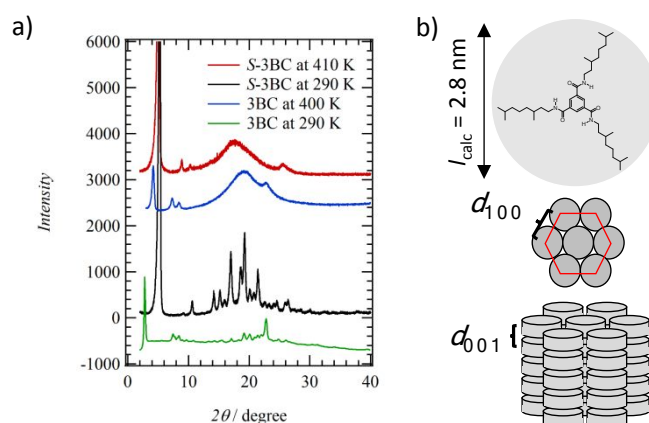 a)
6000
5000
4000
3000
2000
1000
0
-1000
Intensity
S-3BC at 410 K
S-3BC at 290 K
3BC at 400 K
3BC at 290 K
0
10
20
30
40
2θ / degree
b)
l calc = 2.8 nm
O
N
H
H
N
O
O
N
H
d100
d001